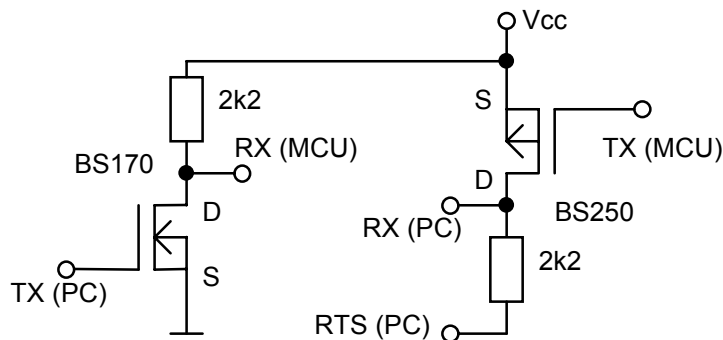 Vcc
S
2k2
RX (MCU)
TX (MCU)
BS170
D
D
BS250
RX (PC)
S
2k2
TX (PC)
RTS (PC)